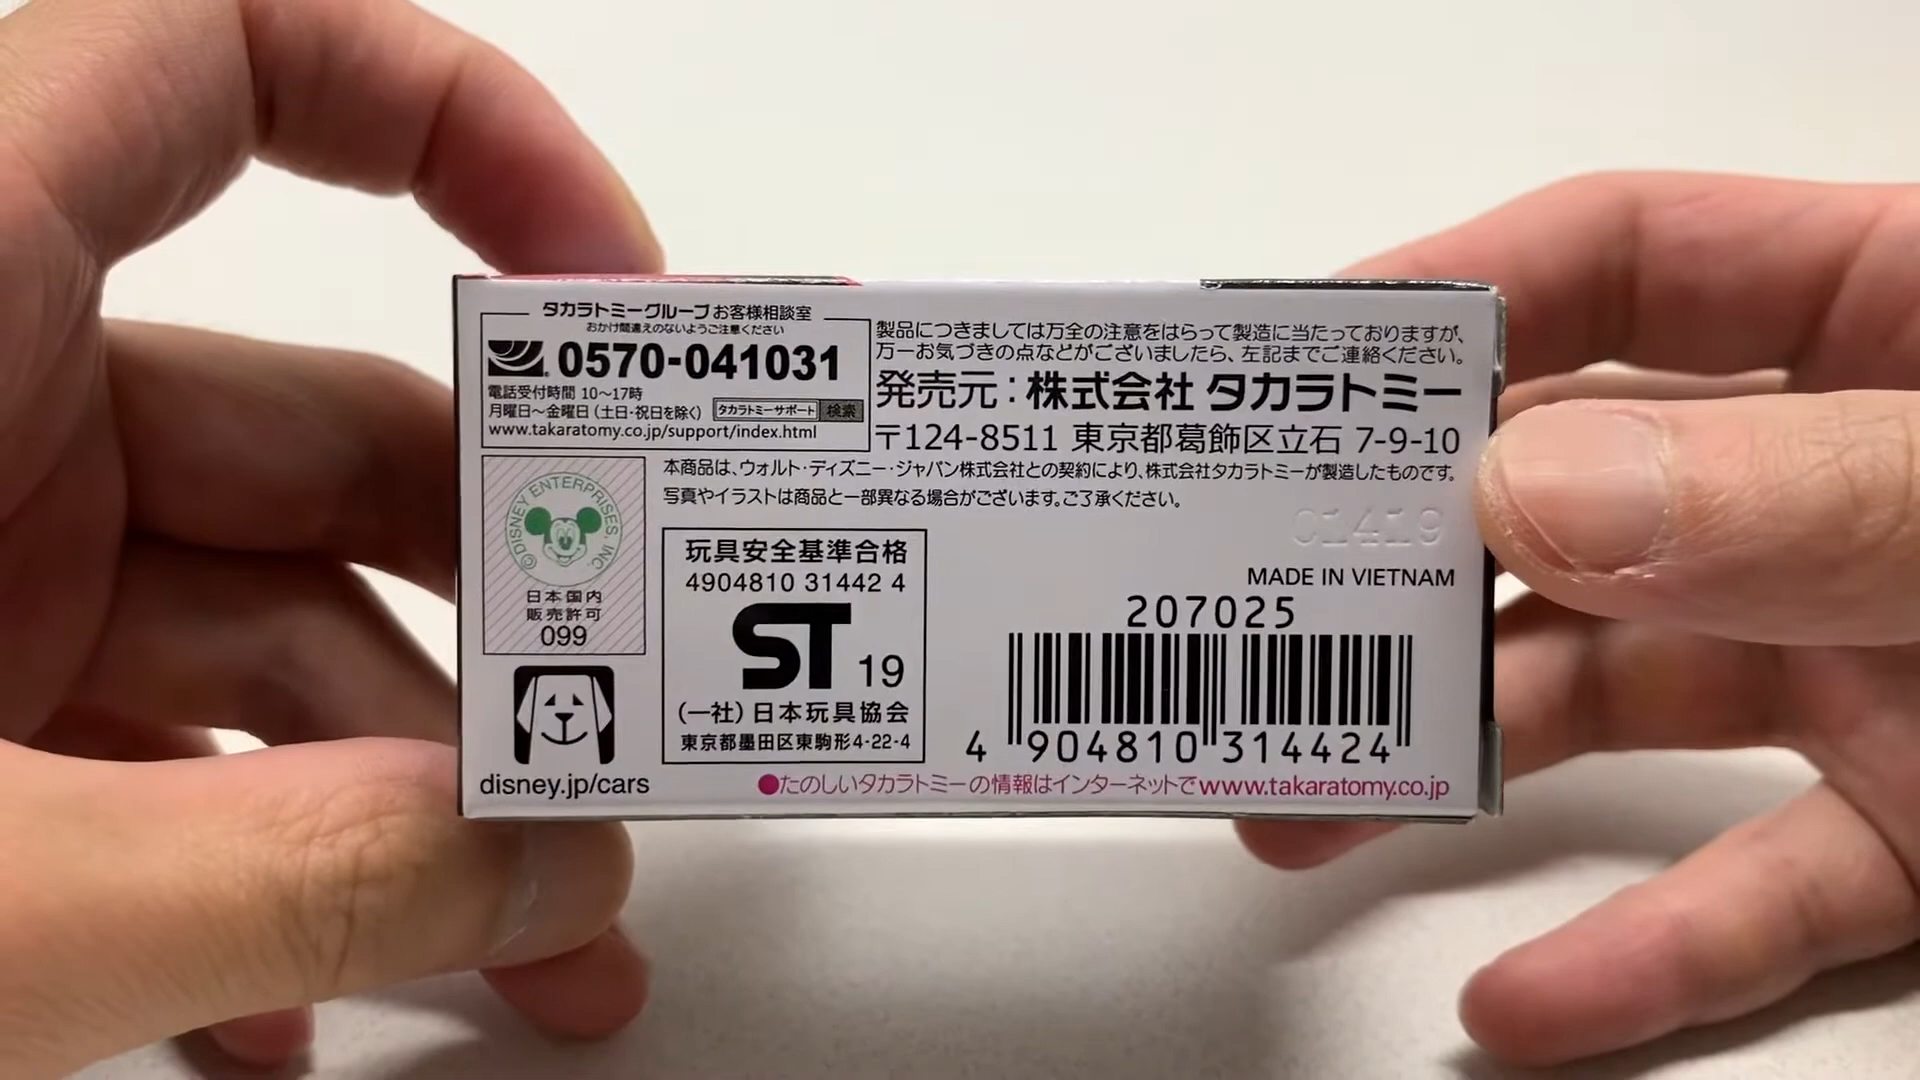 タカラトミーグループお客様相談室
おかけ間違えのないようご注意ください
0570-041031
電話受付時間 10〜17時
月曜日〜金曜日（土日・祝日を除く） タカラトミーサポート 検索
www.takaratomy.co.jp/support/index.html
製品につきましては万全の注意をはらって製造に当たっておりますが、
万一お気づきの点などがございましたら、左記までご連絡ください。
発売元：株式会社 タカラトミー
〒124-8511 東京都葛飾区立石 7-9-10
本商品は、ウォルト・ディズニー・ジャパン株式会社との契約により、株式会社タカラトミーが製造したものです。
写真やイラストは商品と一部異なる場合がございます。ご了承ください。
©DISNEY ENTERPRISES, INC.
日本国内
販売許可
099
disney.jp/cars
玩具安全基準合格
4904810 31442 4
ST 19
(一社)日本玩具協会
東京都墨田区東駒形4-22-4
C1419
MADE IN VIETNAM
207025
4 904810 314424
●たのしいタカラトミーの情報はインターネットでwww.takaratomy.co.jp